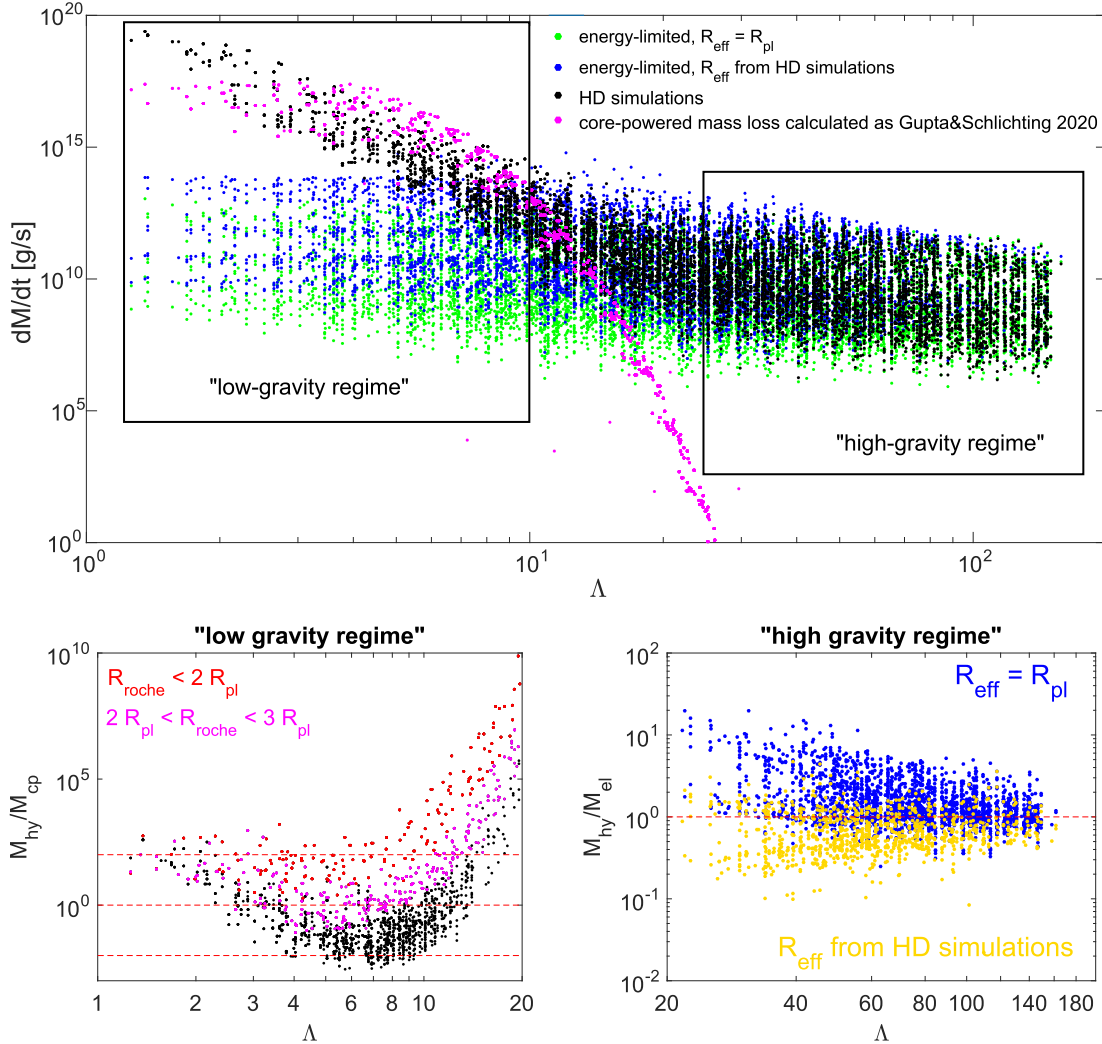 10^20
10^15
10^10
10^5
10^0
dM/dt [g/s]
energy-limited, R_eff = R_pl
energy-limited, R_eff from HD simulations
HD simulations
core-powered mass loss calculated as Gupta&Schlichting 2020
"low-gravity regime"
"high-gravity regime"
10^0
10^1
10^2
Λ
"low gravity regime"
10^10
10^5
10^0
M_hy/M_cp
R_roche < 2 R_pl
2 R_pl < R_roche < 3 R_pl
1
2
3
4
6
8
10
20
Λ
"high gravity regime"
10^2
10^1
10^0
10^-1
10^-2
M_hy/M_el
R_eff = R_pl
R_eff from HD simulations
20
40
60
80
100
140
180
Λ